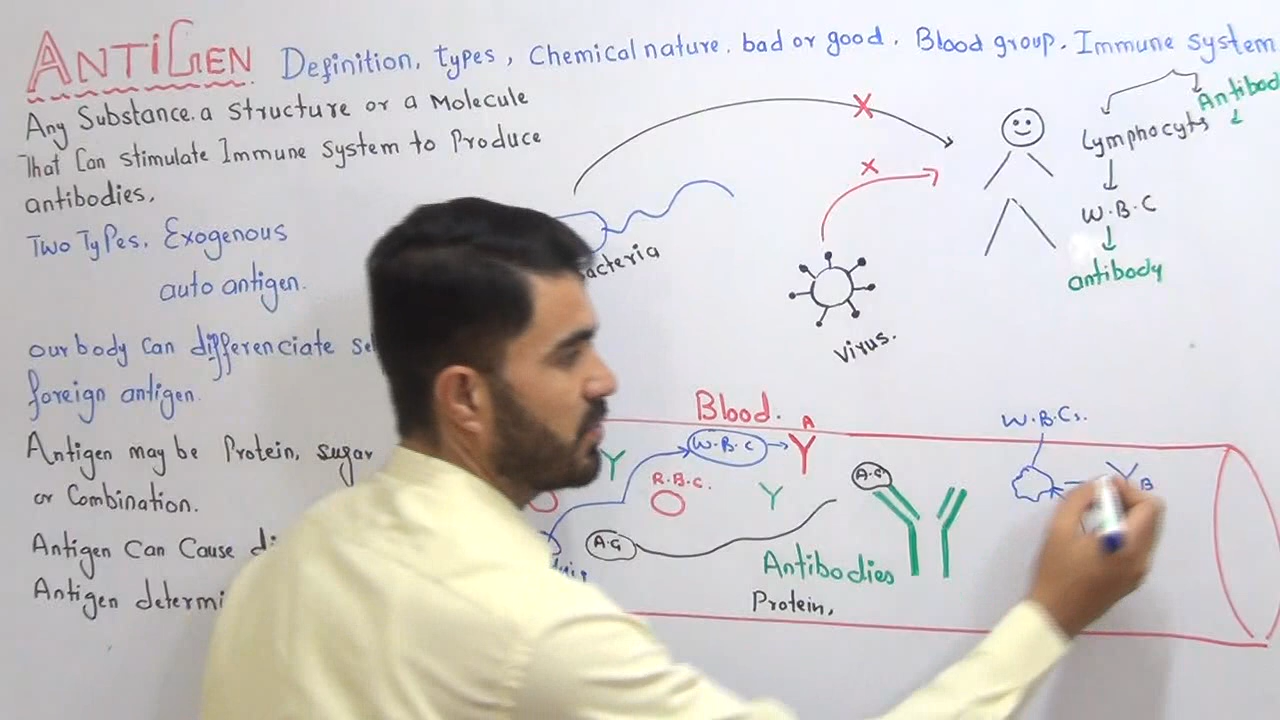 ANTIGEN Definition, types, Chemical nature, bad or good, Blood group. Immune system
Any Substance. a structure or a Molecule
That Can stimulate Immune system to Produce
antibodies.
Two Types. Exogenous
auto antigen.
our body can differenciate
foreign antigen.
Antigen may be Protein, sugar
or Combination.
Antigen Can Cause
Antigen
X
X
Bacteria
Virus.
Antibod
Lymphocyts
W.B.C
antibody
Blood.
W.B.C
A
R.B.C.
A.G
A.G
Antibodies
Protein,
W.B.Cs.
B